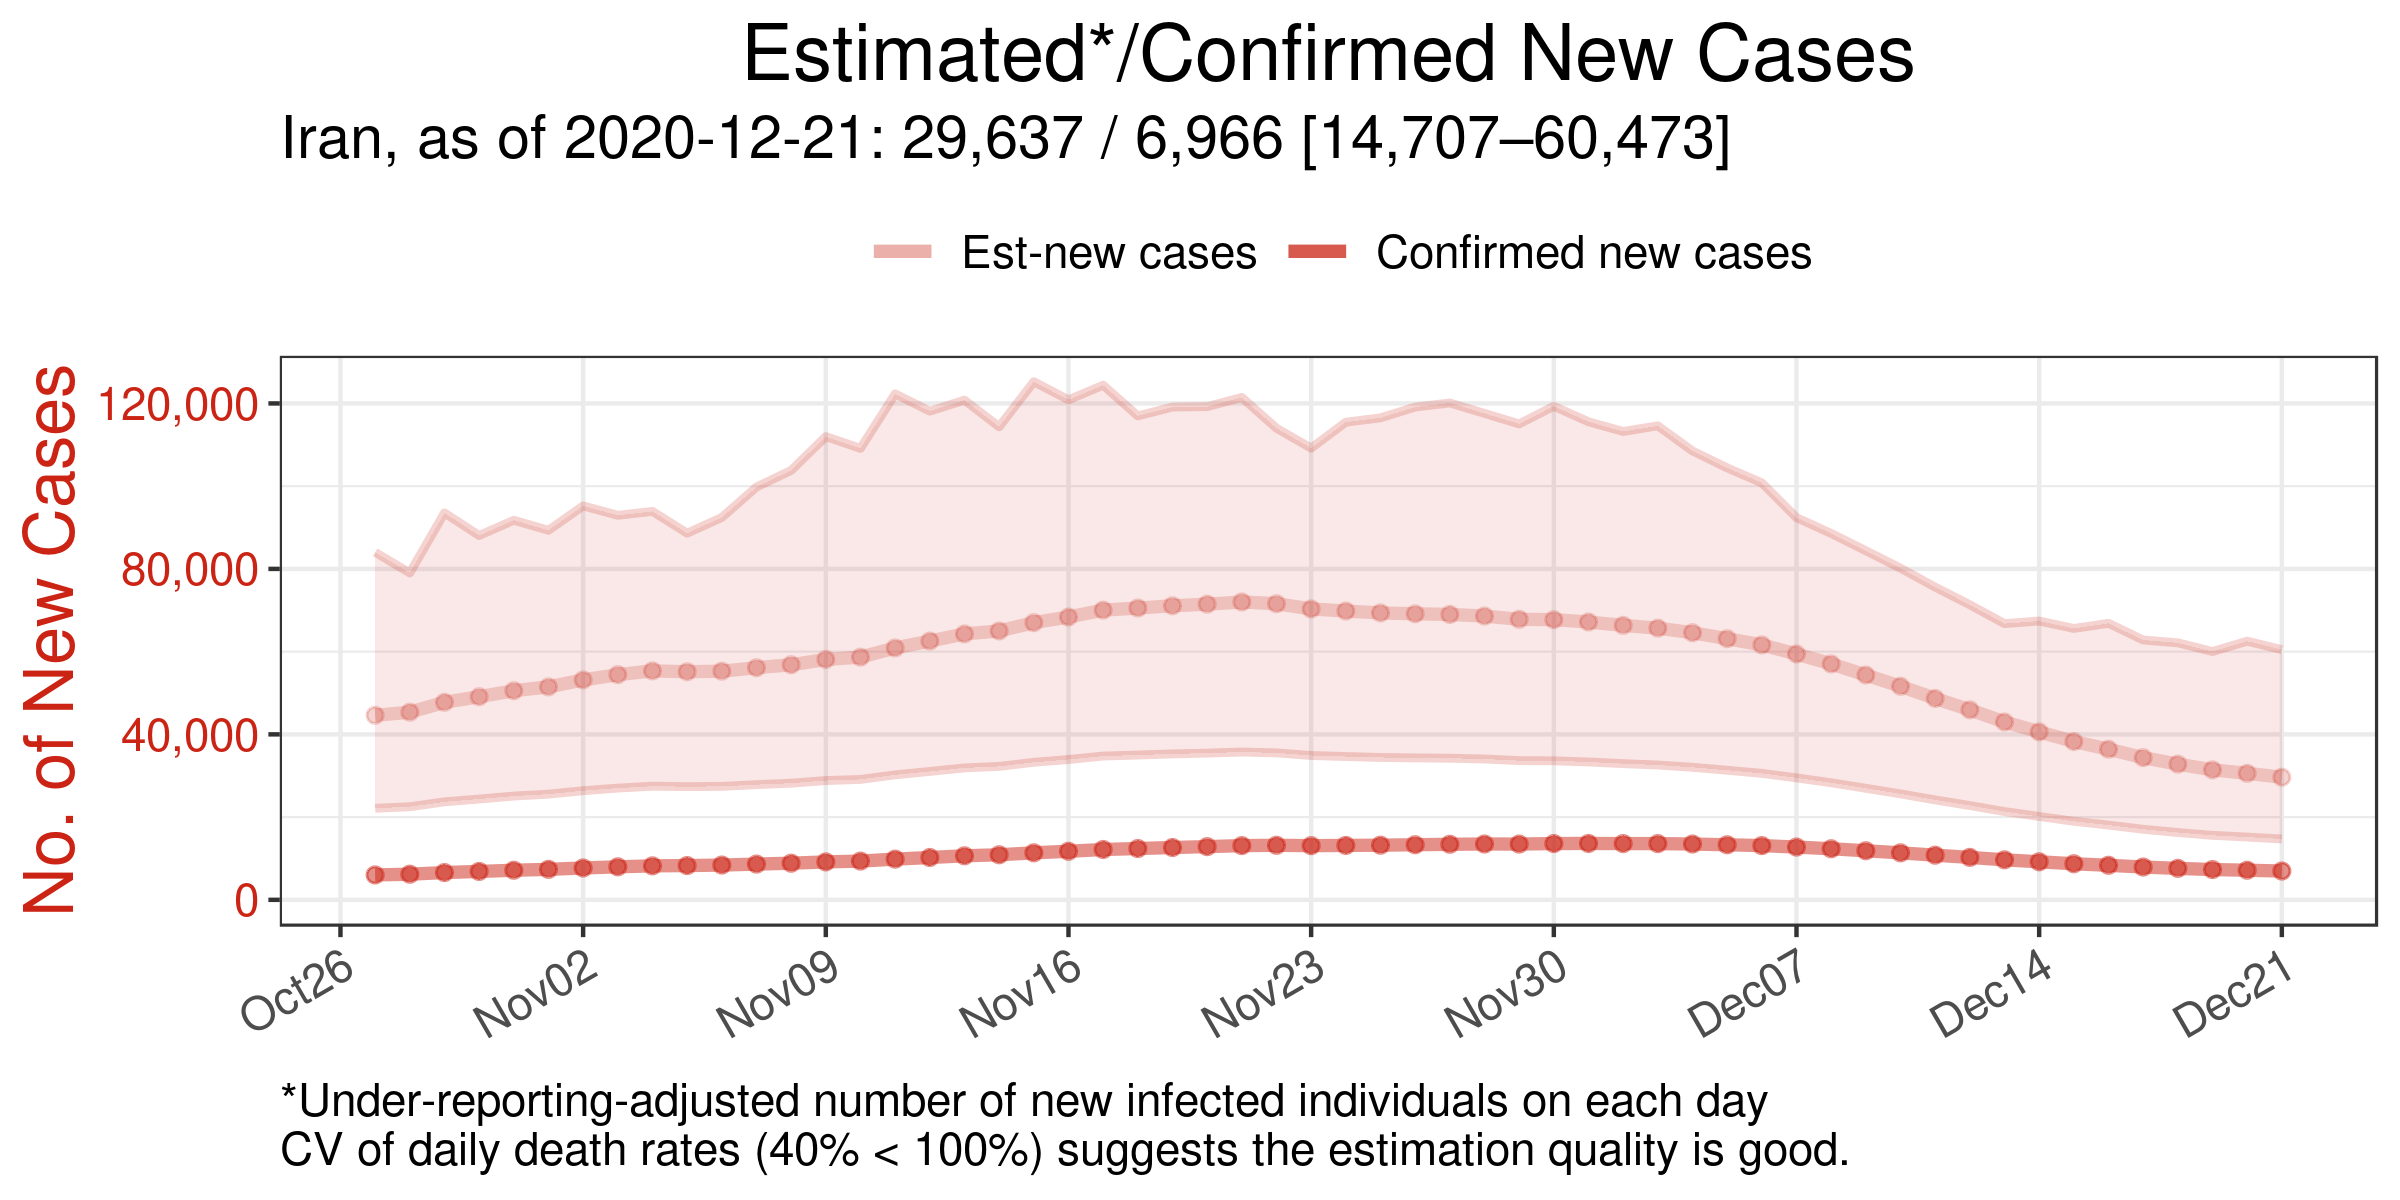 Estimated*/Confirmed New Cases
Iran, as of 2020-12-21: 29,637 / 6,966 [14,707–60,473]
Est-new cases
Confirmed new cases
No. of New Cases
120,000
80,000
40,000
0
Oct26
Nov02
Nov09
Nov16
Nov23
Nov30
Dec07
Dec14
Dec21
*Under-reporting-adjusted number of new infected individuals on each day
CV of daily death rates (40% < 100%) suggests the estimation quality is good.